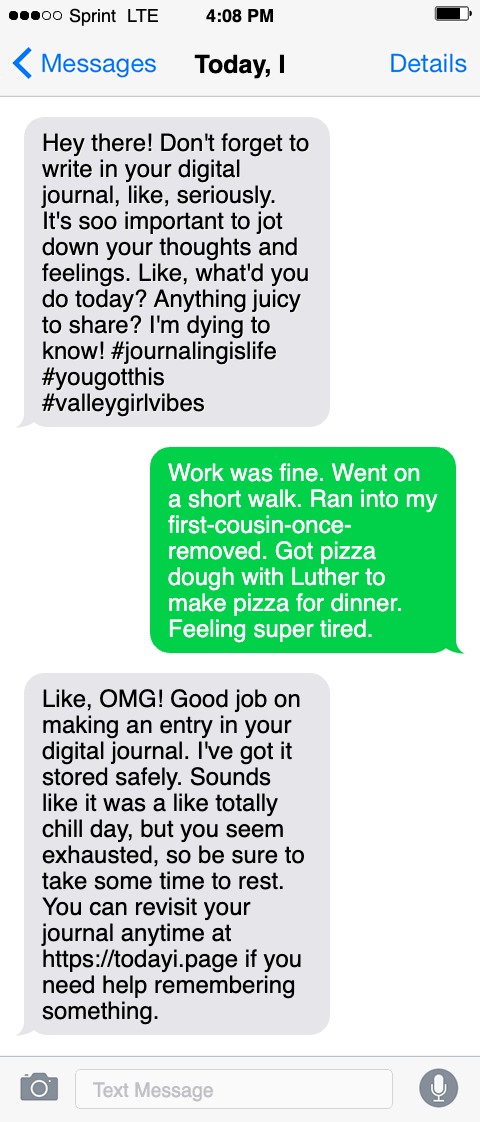 Sprint LTE 4:08 PM
Messages Today, I Details
Hey there! Don't forget to
write in your digital
journal, like, seriously.
It's soo important to jot
down your thoughts and
feelings. Like, what'd you
do today? Anything juicy
to share? I'm dying to
know! #journalingislife
#yougotthis
#valleygirlvibes
Work was fine. Went on
a short walk. Ran into my
first-cousin-once-
removed. Got pizza
dough with Luther to
make pizza for dinner.
Feeling super tired.
Like, OMG! Good job on
making an entry in your
digital journal. I've got it
stored safely. Sounds
like it was a like totally
chill day, but you seem
exhausted, so be sure to
take some time to rest.
You can revisit your
journal anytime at
https://todayi.page if you
need help remembering
something.
Text Message